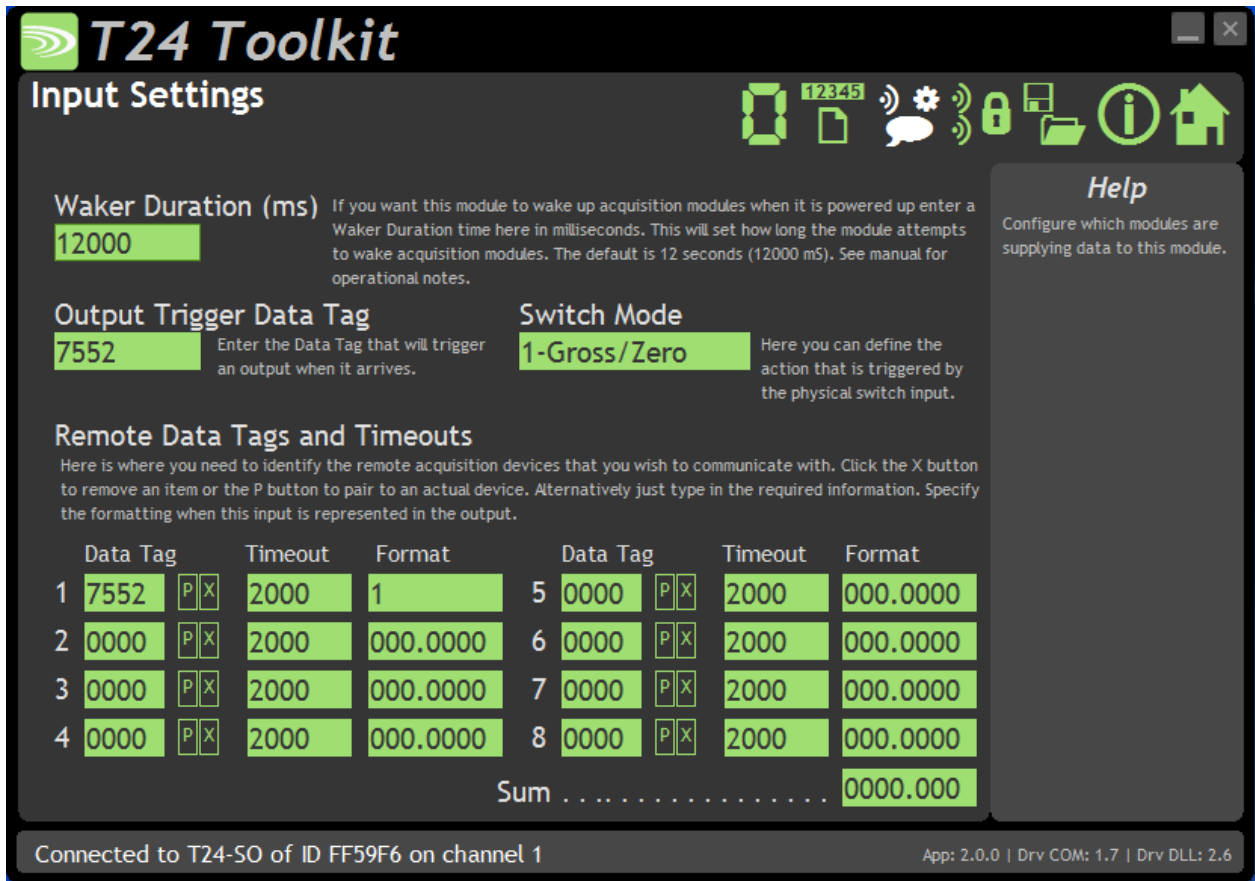 T24 Toolkit
Input Settings
12345
Waker Duration (ms)
12000
If you want this module to wake up acquisition modules when it is powered up enter a
Waker Duration time here in milliseconds. This will set how long the module attempts
to wake acquisition modules. The default is 12 seconds (12000 mS). See manual for
operational notes.
Output Trigger Data Tag
7552
Enter the Data Tag that will trigger
an output when it arrives.
Switch Mode
1-Gross/Zero
Here you can define the
action that is triggered by
the physical switch input.
Remote Data Tags and Timeouts
Here is where you need to identify the remote acquisition devices that you wish to communicate with. Click the X button
to remove an item or the P button to pair to an actual device. Alternatively just type in the required information. Specify
the formatting when this input is represented in the output.
Data Tag Timeout Format Data Tag Timeout Format
1 7552 P X 2000 1 5 0000 P X 2000 000.0000
2 0000 P X 2000 000.0000 6 0000 P X 2000 000.0000
3 0000 P X 2000 000.0000 7 0000 P X 2000 000.0000
4 0000 P X 2000 000.0000 8 0000 P X 2000 000.0000
Sum . . .. . . . . . . . . . . . . 0000.000
Help
Configure which modules are
supplying data to this module.
Connected to T24-SO of ID FF59F6 on channel 1
App: 2.0.0 | Drv COM: 1.7 | Drv DLL: 2.6